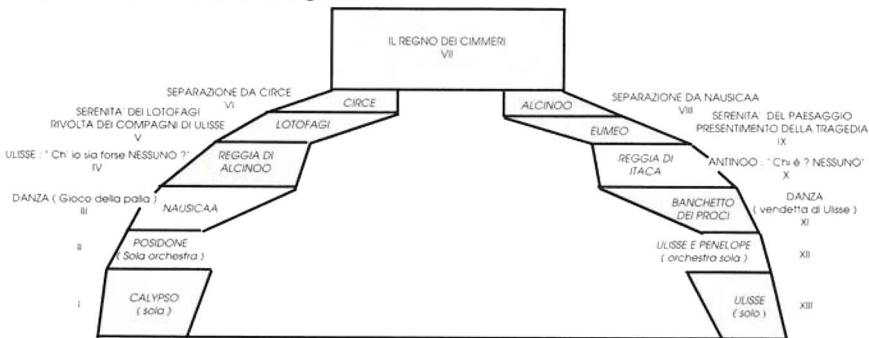 IL REGNO DEI CIMMERI
VII
SEPARAZIONE DA CIRCE
VI
CIRCE
ALCINOO
SEPARAZIONE DA NAUSICAA
VIII
SERENITA' DEI LOTOFAGI
RIVOLTA DEI COMPAGNI DI ULISSE
V
LOTOFAGI
EUMEO
SERENITA' DEL PAESAGGIO
PRESENTIMENTO DELLA TRAGEDIA
IX
ULISSE : " Ch' io sia forse NESSUNO ?"
IV
REGGIA DI
ALCINOO
REGGIA DI
ITACA
ANTINOO : " Chi é ? NESSUNO"
X
DANZA ( Gioco della palla )
III
NAUSICAA
BANCHETTO
DEI PROCI
DANZA
( vendetta di Ulisse )
XI
II
POSIDONE
( Sola orchestra )
ULISSE E PENELOPE
( orchestra sola )
XII
I
CALYPSO
( sola )
ULISSE
( solo )
XIII